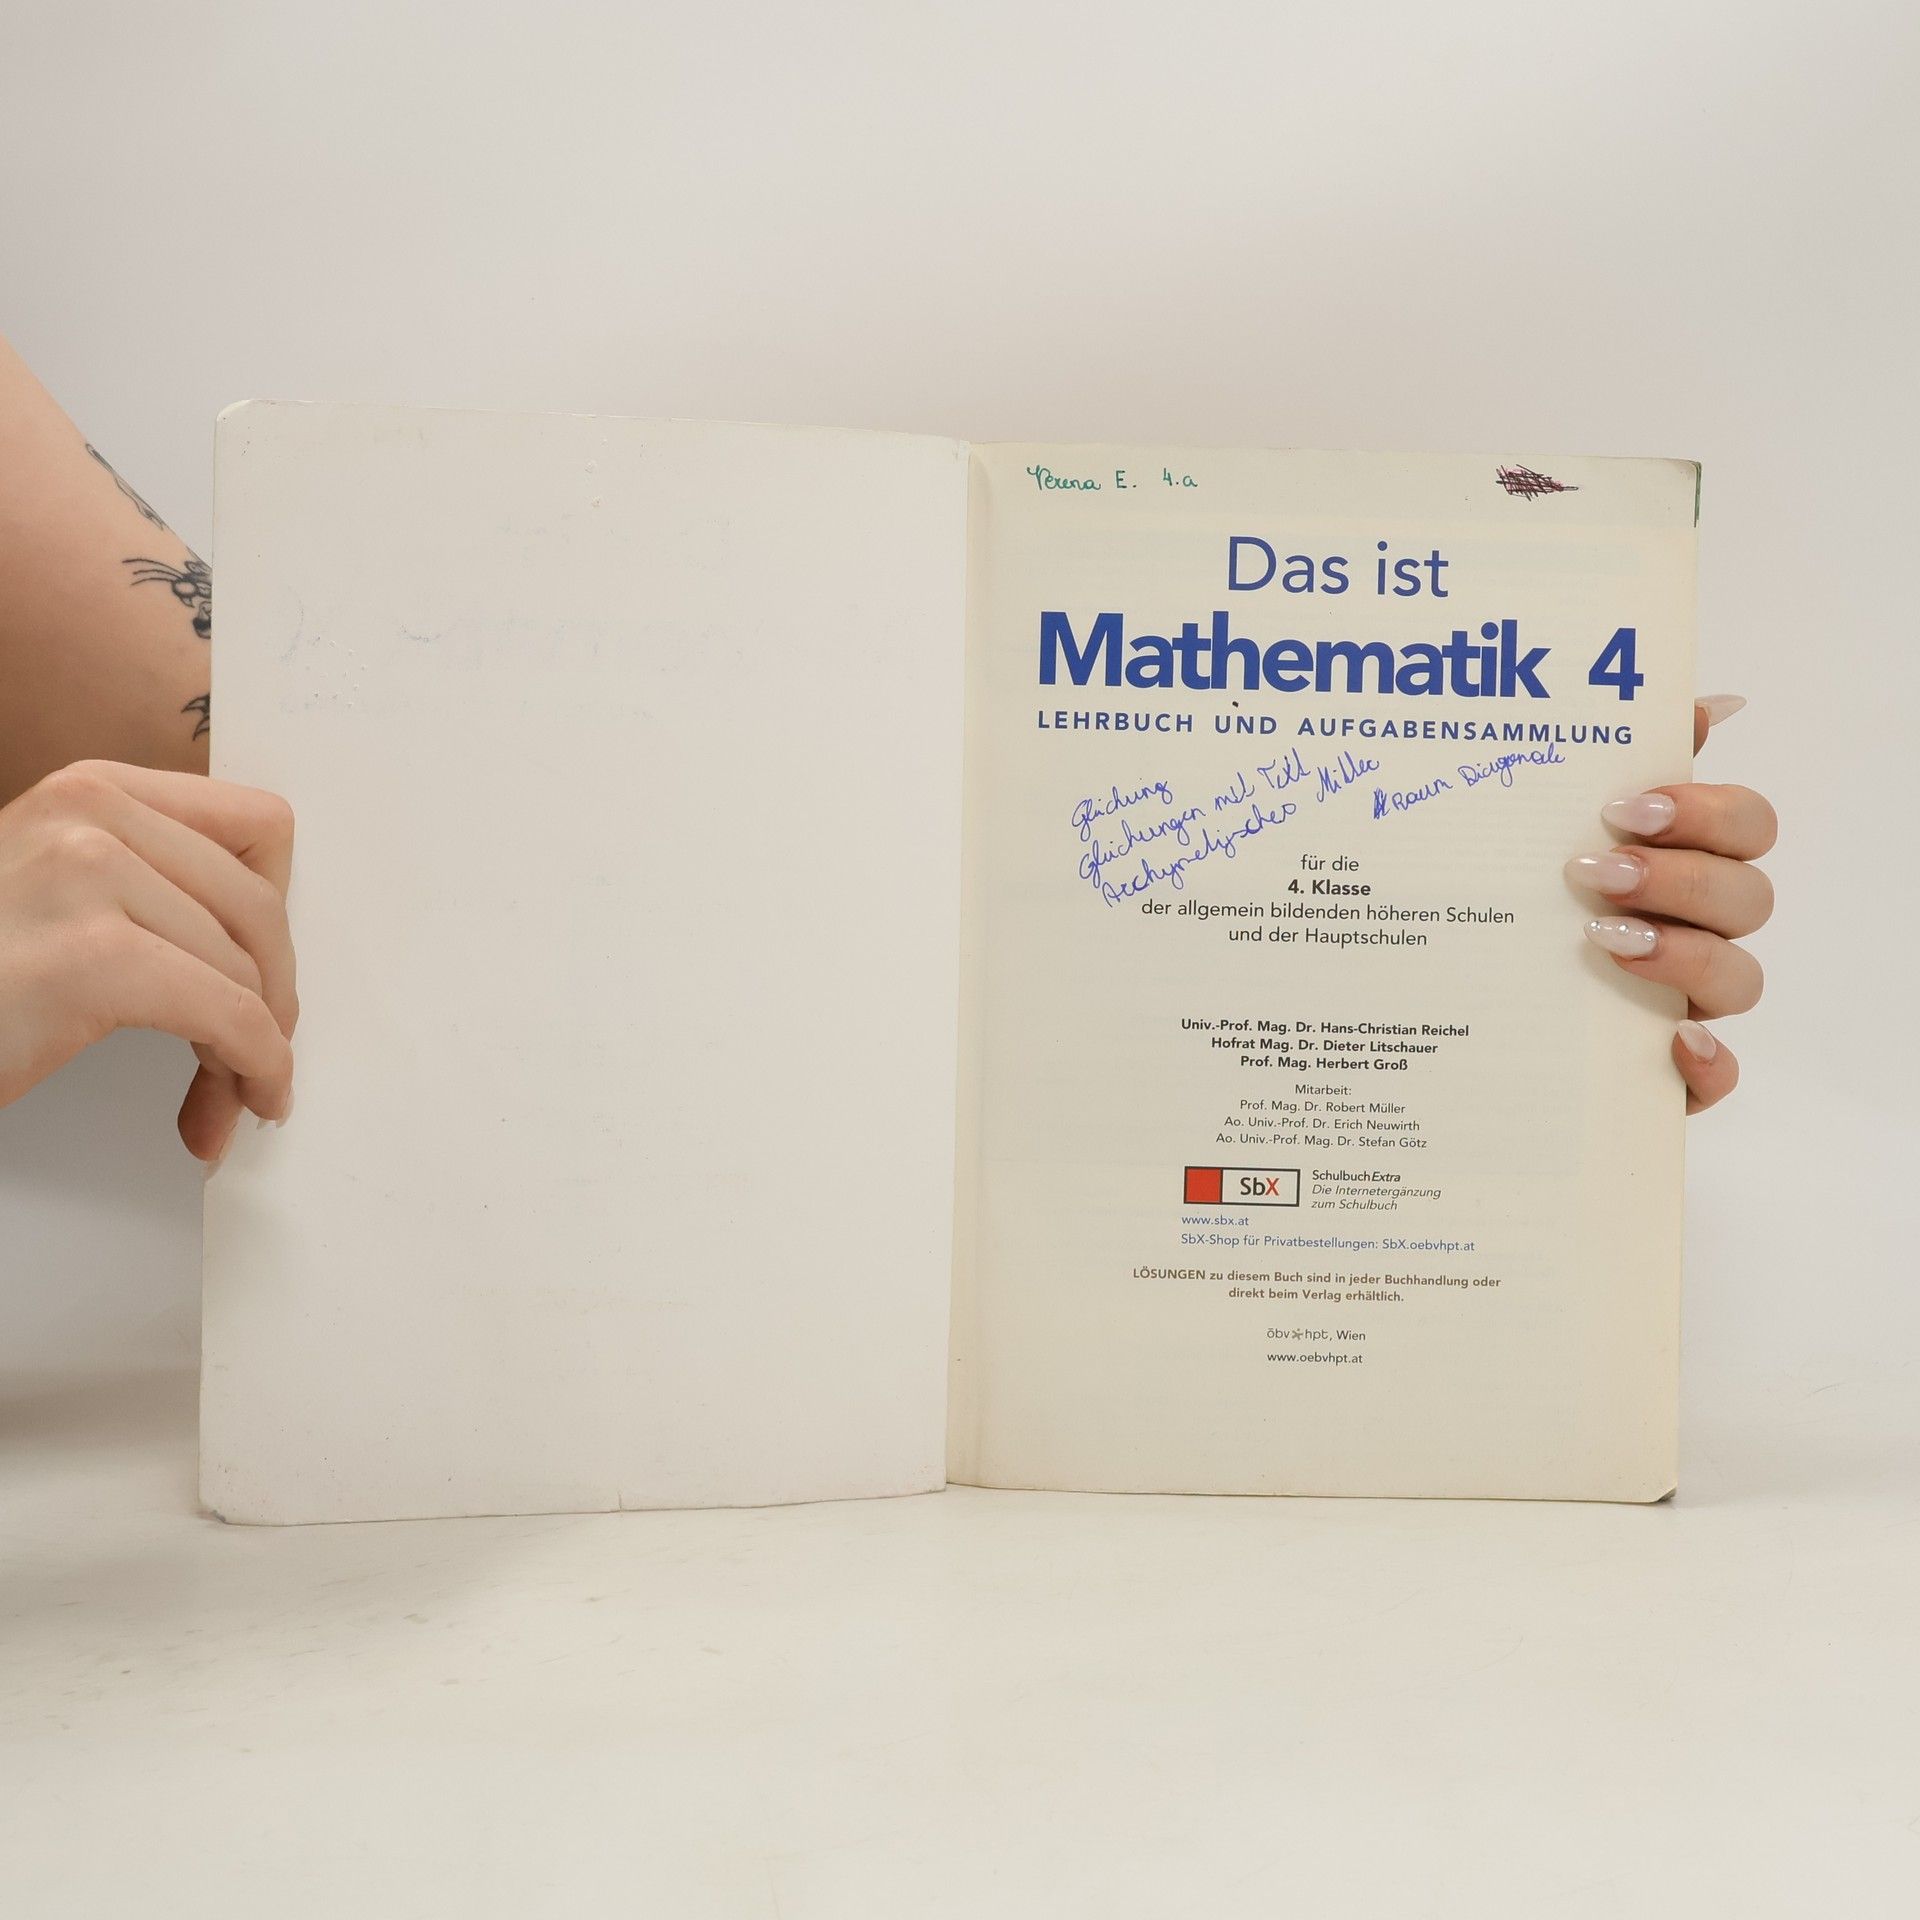 Verena E. 4.a
Das ist
Mathematik 4
LEHRBUCH UND AUFGABENSAMMLUNG
Gleichung
Gleichungen mit Text
Archymedisches Mittel
Raum Diagonale
für die
4. Klasse
der allgemein bildenden höheren Schulen
und der Hauptschulen
Univ.-Prof. Mag. Dr. Hans-Christian Reichel
Hofrat Mag. Dr. Dieter Litschauer
Prof. Mag. Herbert Groß
Mitarbeit:
Prof. Mag. Dr. Robert Müller
Ao. Univ.-Prof. Dr. Erich Neuwirth
Ao. Univ.-Prof. Mag. Dr. Stefan Götz
SbX
SchulbuchExtra
Die Internetergänzung
zum Schulbuch
www.sbx.at
SbX-Shop für Privatbestellungen: SbX.oebvhpt.at
LÖSUNGEN zu diesem Buch sind in jeder Buchhandlung oder
direkt beim Verlag erhältlich.
öbv hpt, Wien
www.oebvhpt.at